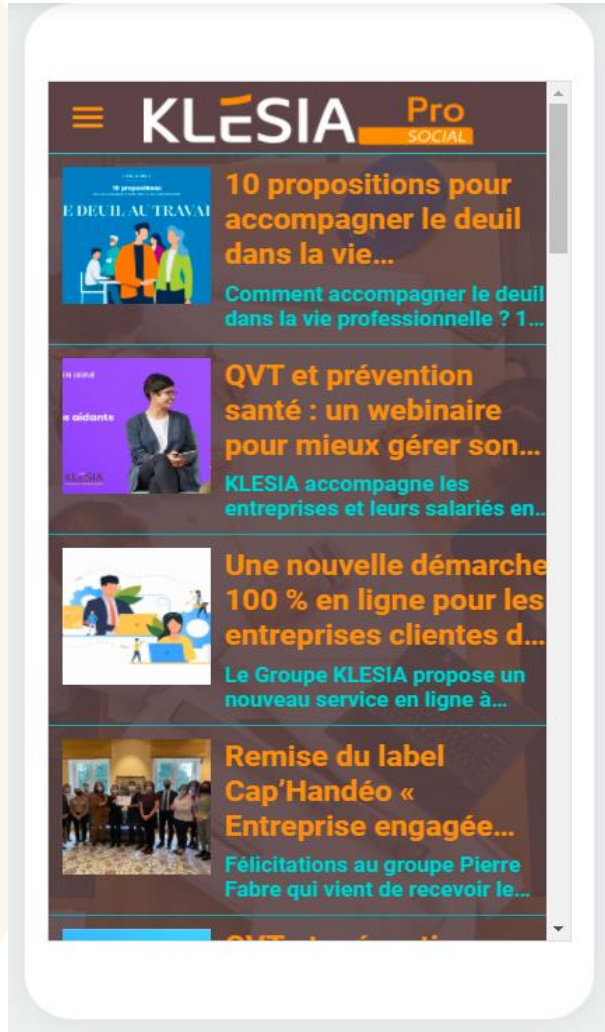 KLESIA Pro
SOCIAL
10 propositions
E DEUIL AU TRAVAI
10 propositions pour
accompagner le deuil
dans la vie...
Comment accompagner le deuil
dans la vie professionnelle ? 1...
e aidante
KLESIA
QVT et prévention
santé : un webinaire
pour mieux gérer son...
KLESIA accompagne les
entreprises et leurs salariés en..
Une nouvelle démarche
100 % en ligne pour les
entreprises clientes d...
Le Groupe KLESIA propose un
nouveau service en ligne à...
Remise du label
Cap’Handéo «
Entreprise engagée...
Félicitations au groupe Pierre
Fabre qui vient de recevoir le...